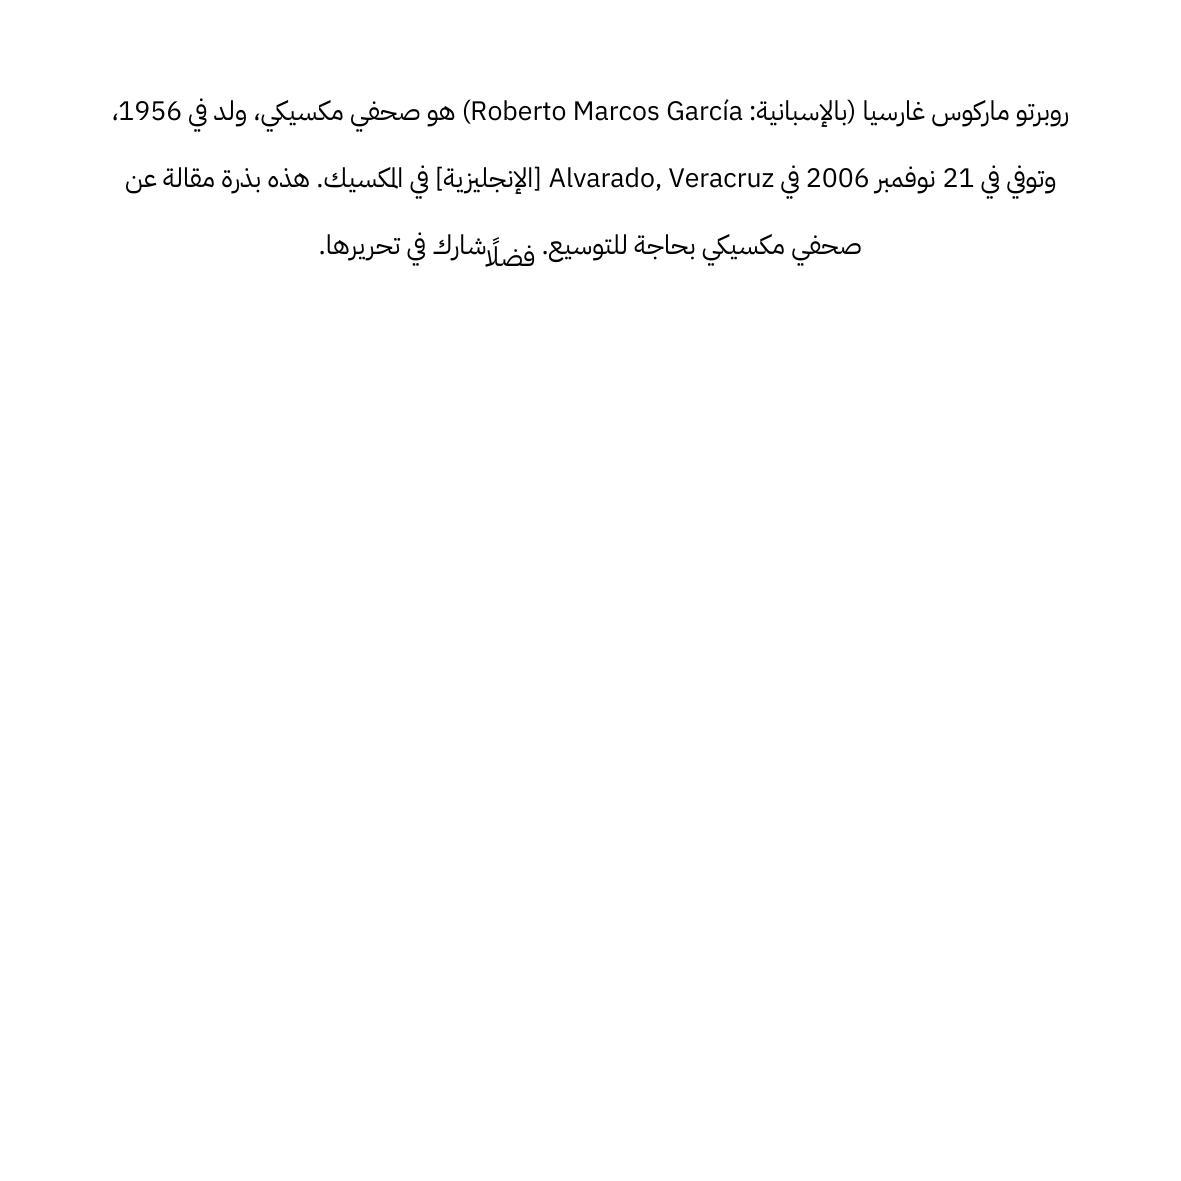 روبرتو ماركوس غارسيا (بالإسبانية: Roberto Marcos García) هو صحفي مكسيكي، ولد في 1956،
وتوفي في 21 نوفمبر 2006 في Alvarado, Veracruz [الإنجليزية] في المكسيك. هذه بذرة مقالة عن
صحفي مكسيكي بحاجة للتوسيع. فضلًا شارك في تحريرها.